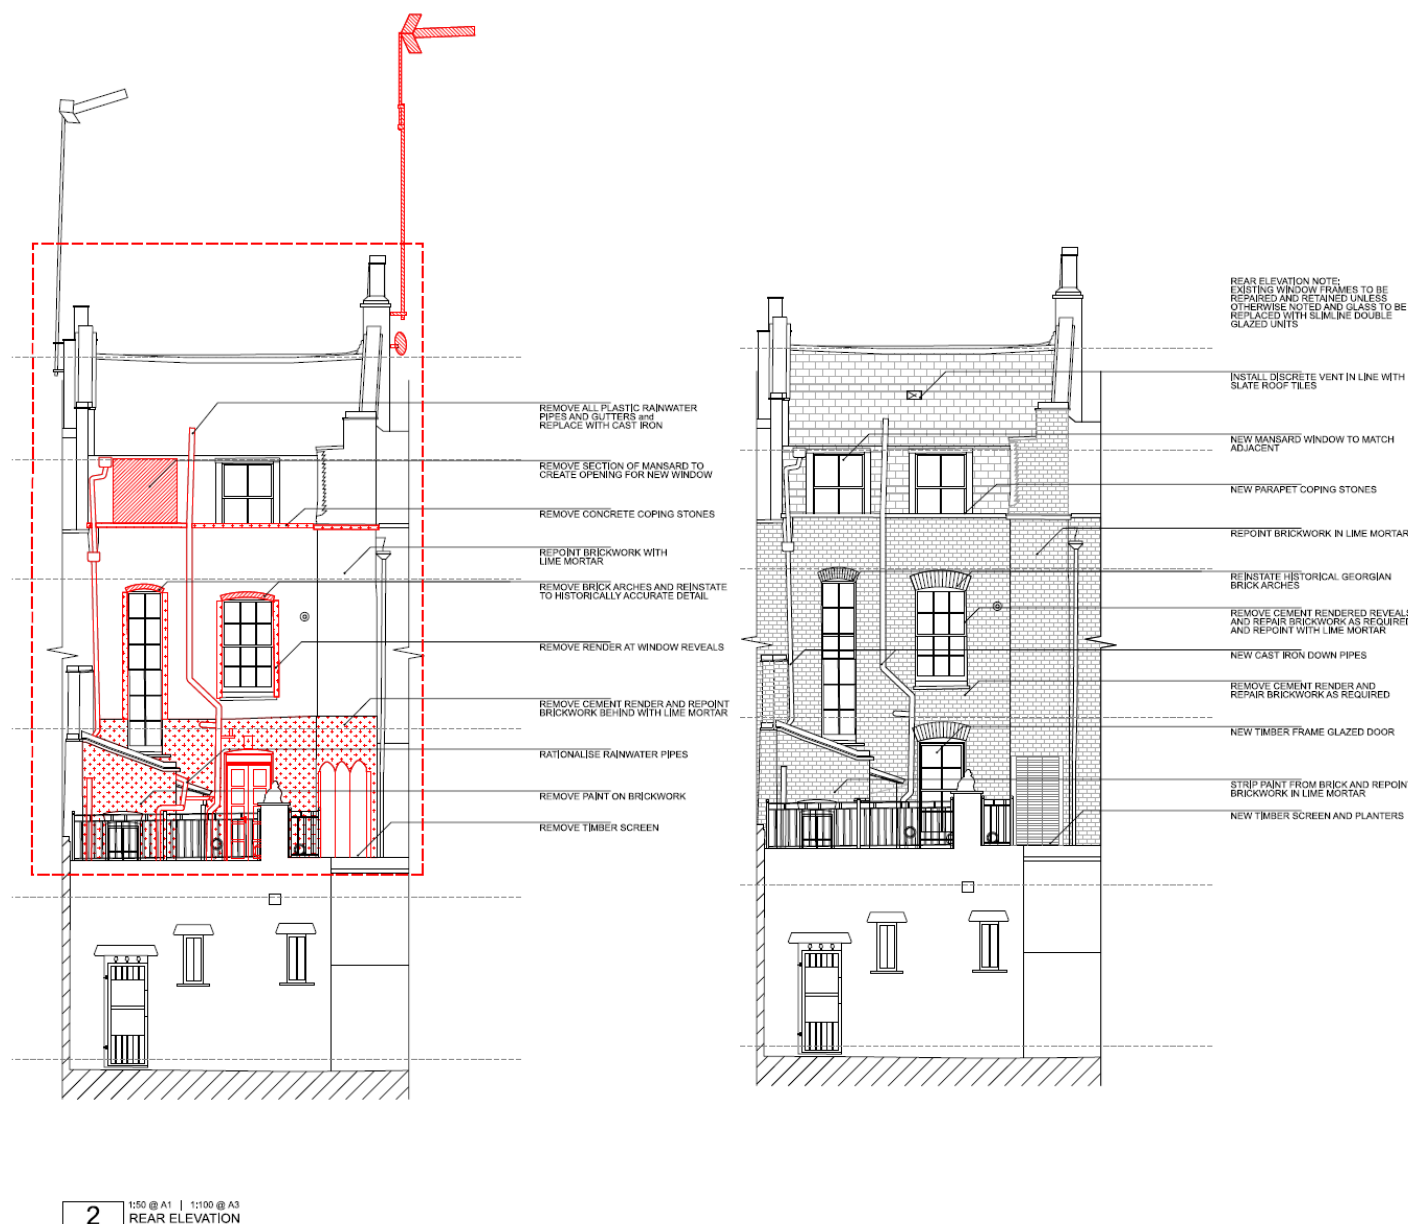 REMOVE ALL PLASTIC RAINWATER
PIPES AND GUTTERS and
REPLACE WITH CAST IRON
REMOVE SECTION OF MANSARD TO
CREATE OPENING FOR NEW WINDOW
REMOVE CONCRETE COPING STONES
REPOINT BRICKWORK WITH
LIME MORTAR
REMOVE BRICK ARCHES AND REINSTATE
TO HISTORICALLY ACCURATE DETAIL
REMOVE RENDER AT WINDOW REVEALS
REMOVE CEMENT RENDER AND REPOINT
BRICKWORK BEHIND WITH LIME MORTAR
RATIONALISE RAINWATER PIPES
REMOVE PAINT ON BRICKWORK
REMOVE TIMBER SCREEN
REAR ELEVATION NOTE:
EXISTING WINDOW FRAMES TO BE
REPAIRED AND RETAINED UNLESS
OTHERWISE NOTED AND GLASS TO BE
REPLACED WITH SLIMLINE DOUBLE
GLAZED UNITS
INSTALL DISCRETE VENT IN LINE WITH
SLATE ROOF TILES
NEW MANSARD WINDOW TO MATCH
ADJACENT
NEW PARAPET COPING STONES
REPOINT BRICKWORK IN LIME MORTAR
REINSTATE HISTORICAL GEORGIAN
BRICK ARCHES
REMOVE CEMENT RENDERED REVEALS
AND REPAIR BRICKWORK AS REQUIRED
AND REPOINT WITH LIME MORTAR
NEW CAST IRON DOWN PIPES
REMOVE CEMENT RENDER AND
REPAIR BRICKWORK AS REQUIRED
NEW TIMBER FRAME GLAZED DOOR
STRIP PAINT FROM BRICK AND REPOINT
BRICKWORK IN LIME MORTAR
NEW TIMBER SCREEN AND PLANTERS
2
1:50 @ A1 | 1:100 @ A3
REAR ELEVATION